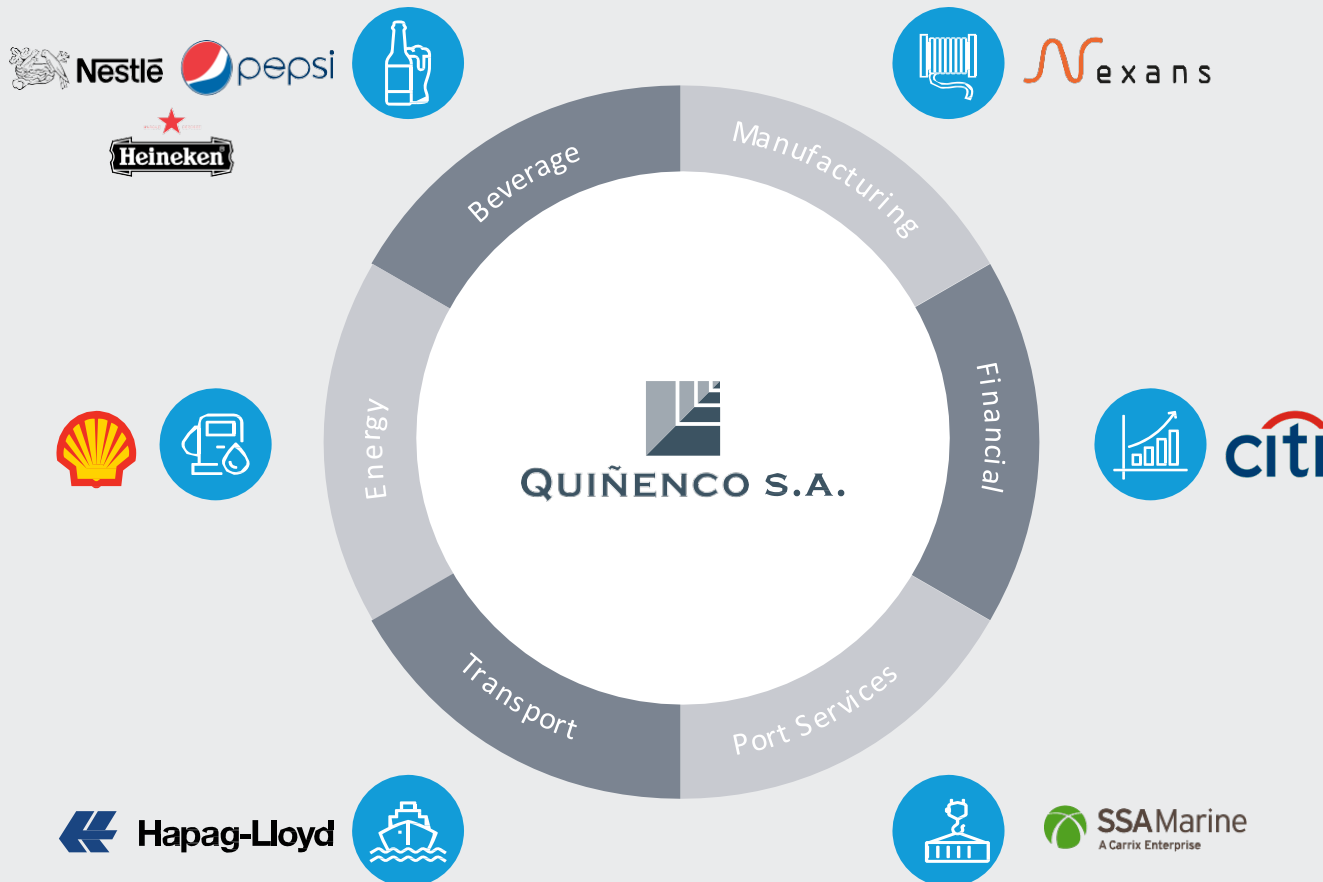 Nestlé
pepsi
Heineken
Nexans
Beverage
Manufacturing
Energy
Financial
QUIÑENCO S.A.
citi
Transport
Port Services
Hapag-Lloyd
SSAMarine
A Carrix Enterprise